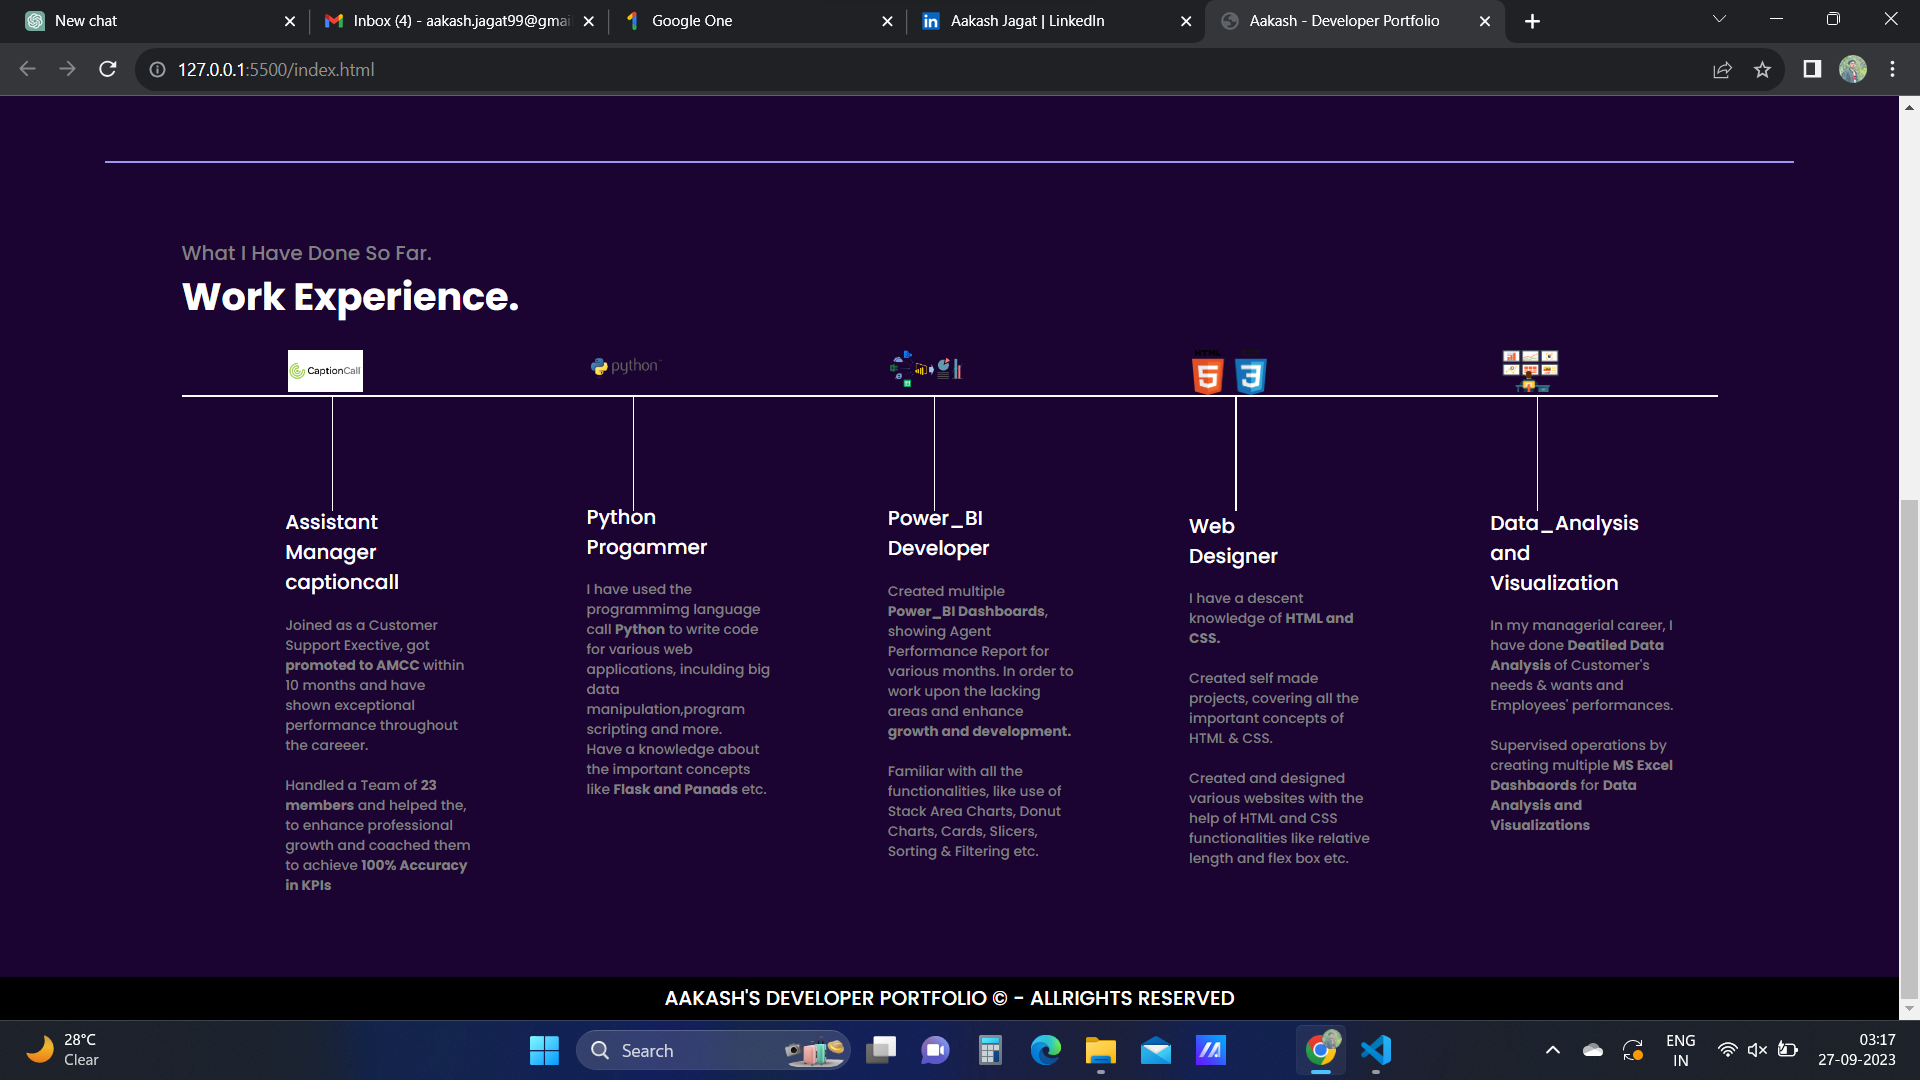 New chat
Inbox (4) - aakash.jagat99@gmai
Google One
Aakash Jagat | LinkedIn
Aakash - Developer Portfolio
127.0.0.1:5500/index.html
What I Have Done So Far.
Work Experience.
CaptionCall
python
HTML
5
3
Assistant
Manager
captioncall
Joined as a Customer
Support Exective, got
promoted to AMCC within
10 months and have
shown exceptional
performance throughout
the careeer.
Handled a Team of 23
members and helped the,
to enhance professional
growth and coached them
to achieve 100% Accuracy
in KPIs
Python
Progammer
I have used the
programmimg language
call Python to write code
for various web
applications, inculding big
data
manipulation,program
scripting and more.
Have a knowledge about
the important concepts
like Flask and Panads etc.
Power_BI
Developer
Created multiple
Power_BI Dashboards,
showing Agent
Performance Report for
various months. In order to
work upon the lacking
areas and enhance
growth and development.
Familiar with all the
functionalities, like use of
Stack Area Charts, Donut
Charts, Cards, Slicers,
Sorting & Filtering etc.
Web
Designer
I have a descent
knowledge of HTML and
CSS.
Created self made
projects, covering all the
important concepts of
HTML & CSS.
Created and designed
various websites with the
help of HTML and CSS
functionalities like relative
length and flex box etc.
Data_Analysis
and
Visualization
In my managerial career, I
have done Deatiled Data
Analysis of Customer's
needs & wants and
Employees' performances.
Supervised operations by
creating multiple MS Excel
Dashbaords for Data
Analysis and
Visualizations
AAKASH'S DEVELOPER PORTFOLIO © - ALLRIGHTS RESERVED
28°C
Clear
Search
ENG
IN
03:17
27-09-2023